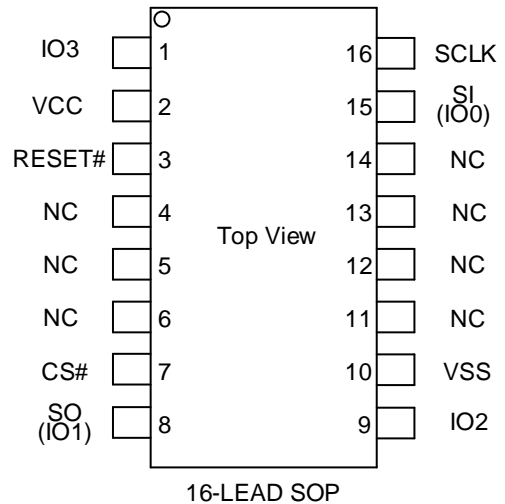 IO3 1 16 SCLK
VCC 2 15 SI (IO0)
RESET# 3 14 NC
NC 4 13 NC
Top View
NC 5 12 NC
NC 6 11 NC
CS# 7 10 VSS
SO (IO1) 8 9 IO2
16-LEAD SOP